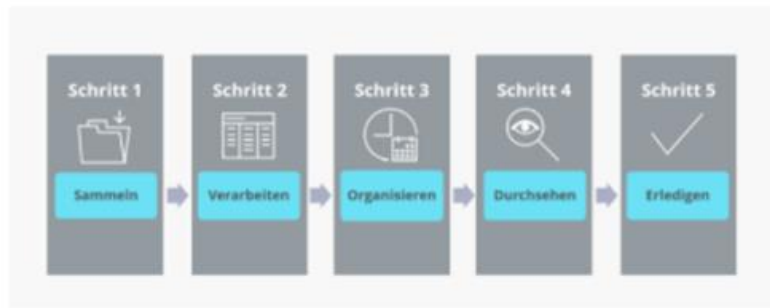 Schritt 1
Schritt 2
Schritt 3
Schritt 4
Schritt 5
Sammeln
Verarbeiten
Organisieren
Durchsehen
Erledigen